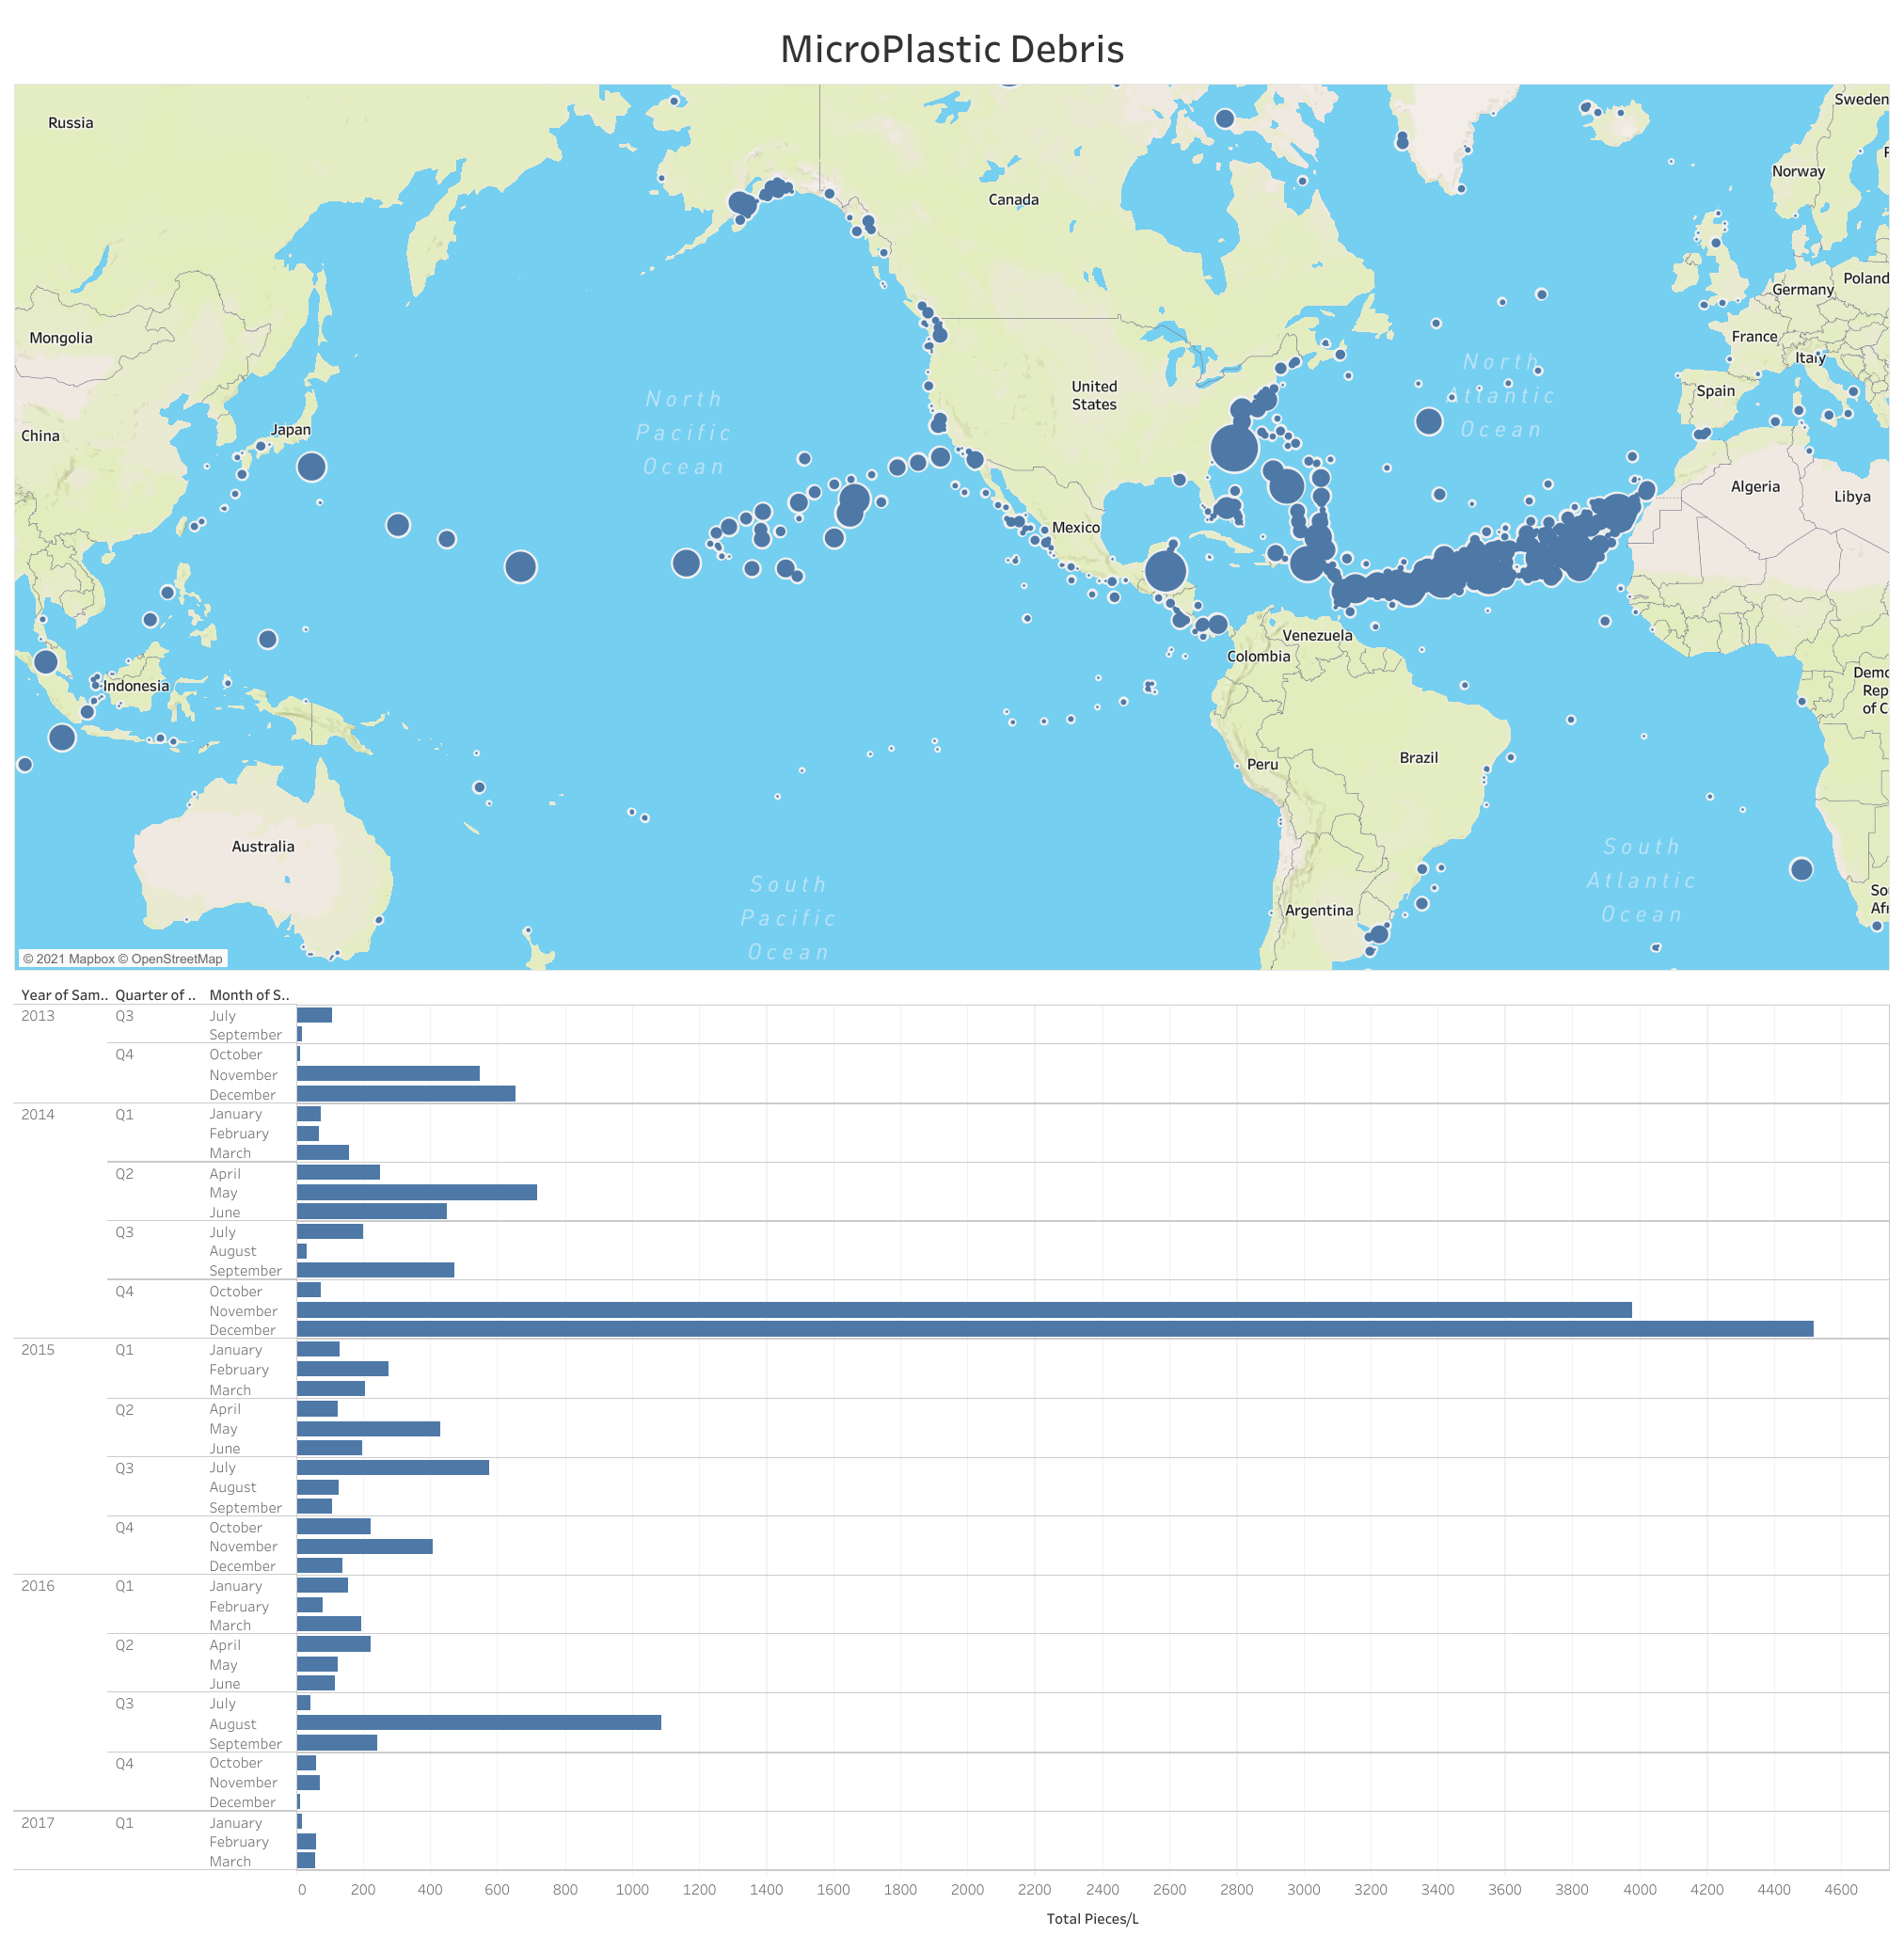 MicroPlastic Debris
Russia
Sweden
Norway
Canada
Poland
Germany
Mongolia
France
Italy
North
Atlantic
Ocean
United
States
Spain
North
Pacific
Ocean
China
Japan
Algeria
Libya
Mexico
Venezuela
Colombia
Indonesia
Demo
Rep
of C
Peru
Brazil
Australia
South
Atlantic
Ocean
South
Pacific
Ocean
Argentina
So
Afr
© 2021 Mapbox © OpenStreetMap
Year of Sam.. Quarter of .. Month of S..
2013 Q3 July
September
Q4 October
November
December
2014 Q1 January
February
March
Q2 April
May
June
Q3 July
August
September
Q4 October
November
December
2015 Q1 January
February
March
Q2 April
May
June
Q3 July
August
September
Q4 October
November
December
2016 Q1 January
February
March
Q2 April
May
June
Q3 July
August
September
Q4 October
November
December
2017 Q1 January
February
March
0 200 400 600 800 1000 1200 1400 1600 1800 2000 2200 2400 2600 2800 3000 3200 3400 3600 3800 4000 4200 4400 4600
Total Pieces/L